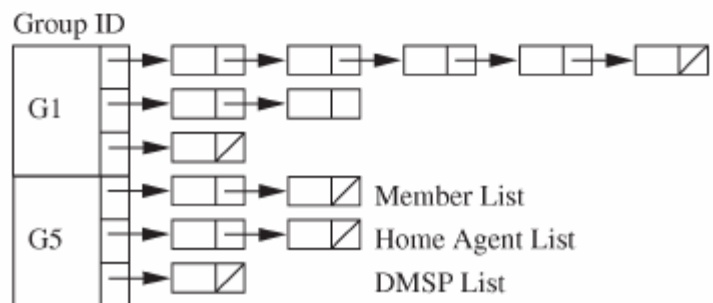 Group ID
G1
Member List
G5 Home Agent List
DMSP List